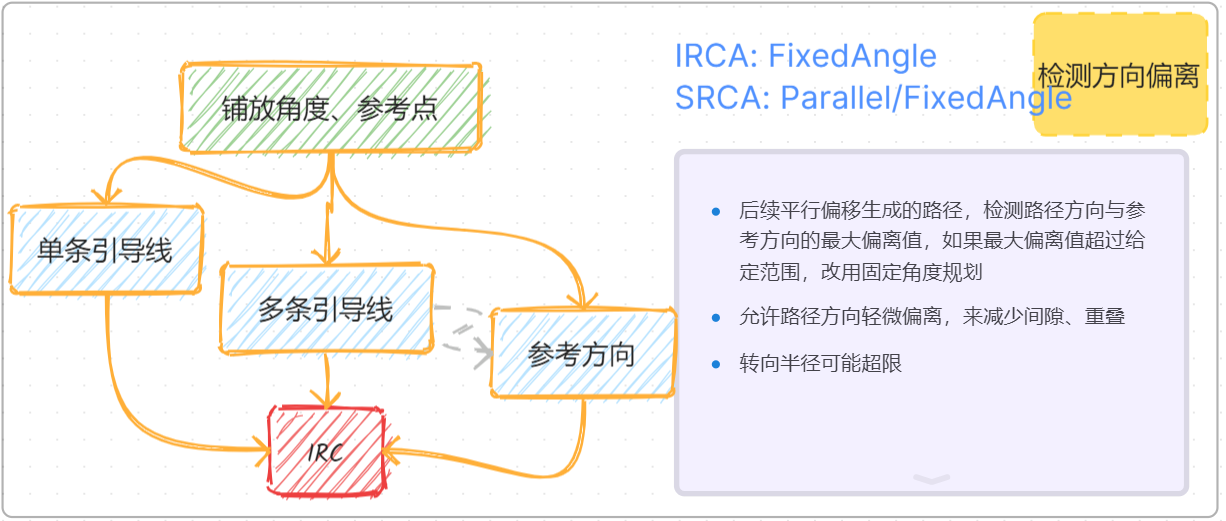 铺放角度、参考点
单条引导线
多条引导线
参考方向
IRC
IRCA: FixedAngle
SRCA: Parallel/FixedAngle
检测方向偏离
后续平行偏移生成的路径，检测路径方向与参
考方向的最大偏离值，如果最大偏离值超过给
定范围，改用固定角度规划
允许路径方向轻微偏离，来减少间隙、重叠
转向半径可能超限